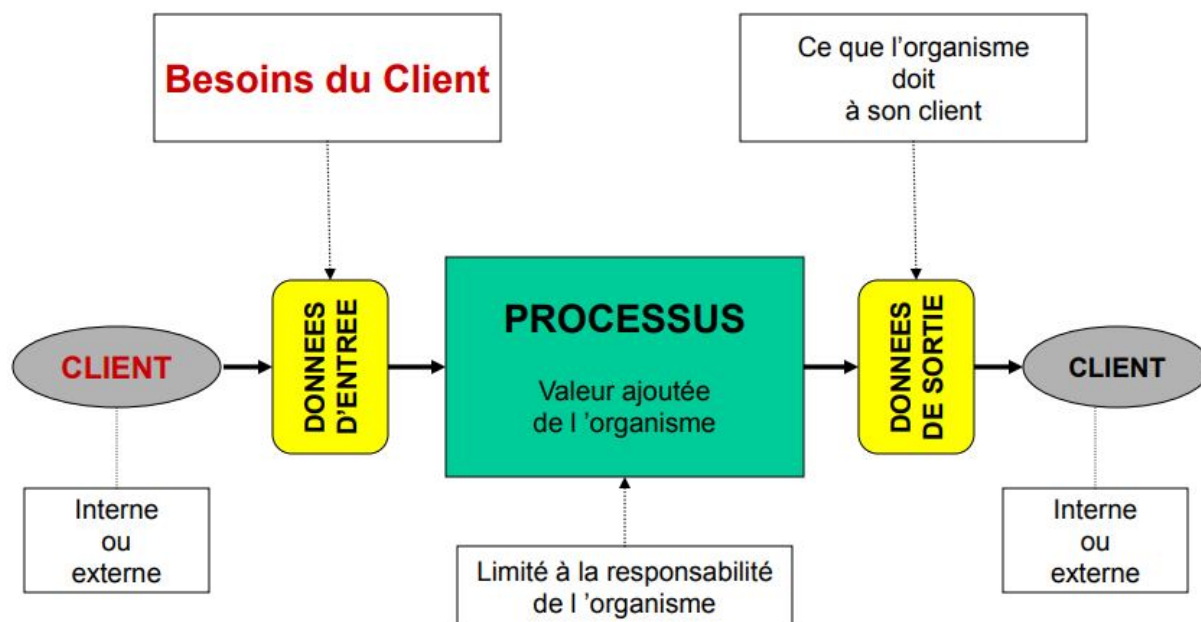 Besoins du Client
Ce que l'organisme
doit
à son client
CLIENT
DONNEES
D'ENTREE
PROCESSUS
Valeur ajoutée
de l 'organisme
DONNEES
DE SORTIE
CLIENT
Interne
ou
externe
Limité à la responsabilité
de l 'organisme
Interne
ou
externe